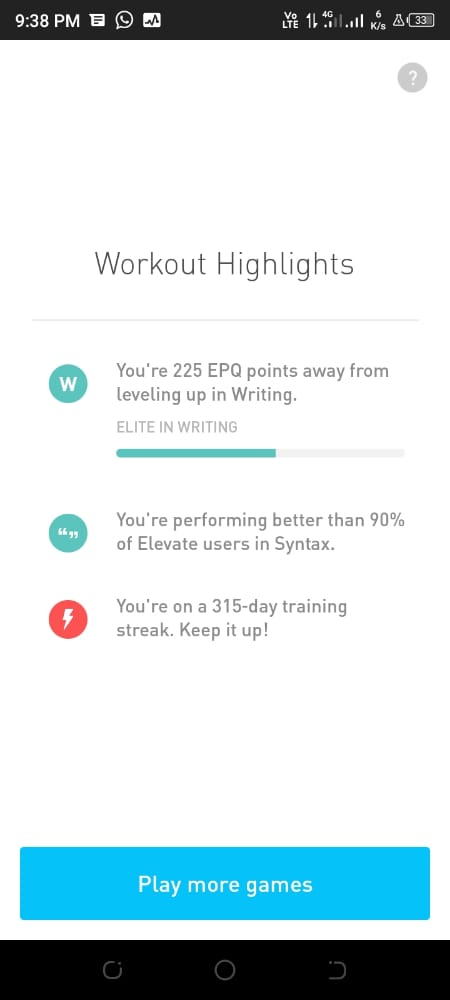 9:38 PM
Vo LTE 4G 6 K/s 33
?
Workout Highlights
W
You're 225 EPQ points away from
leveling up in Writing.
ELITE IN WRITING
“”
You're performing better than 90%
of Elevate users in Syntax.
You're on a 315-day training
streak. Keep it up!
Play more games